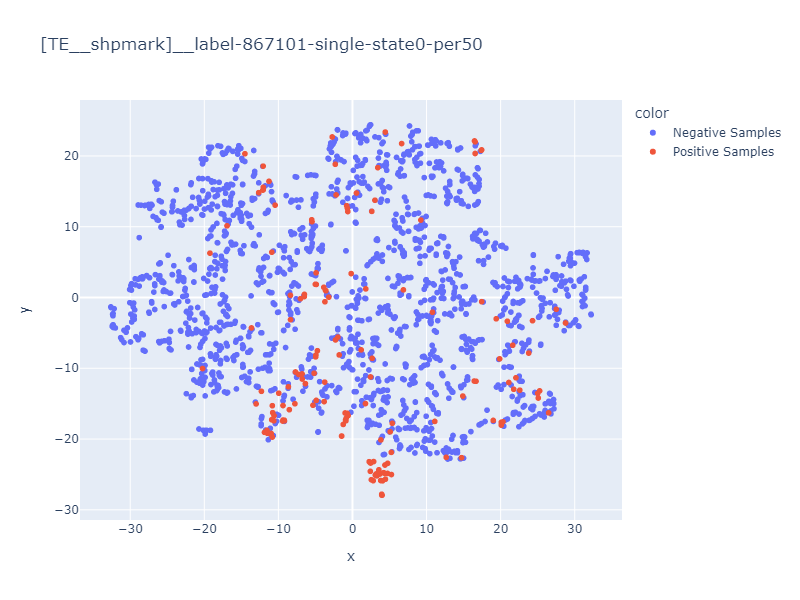 [TE__shpmark]__label-867101-single-state0-per50
color
Negative Samples
Positive Samples
20
10
0
−10
−20
−30
y
−30
−20
−10
0
10
20
30
x